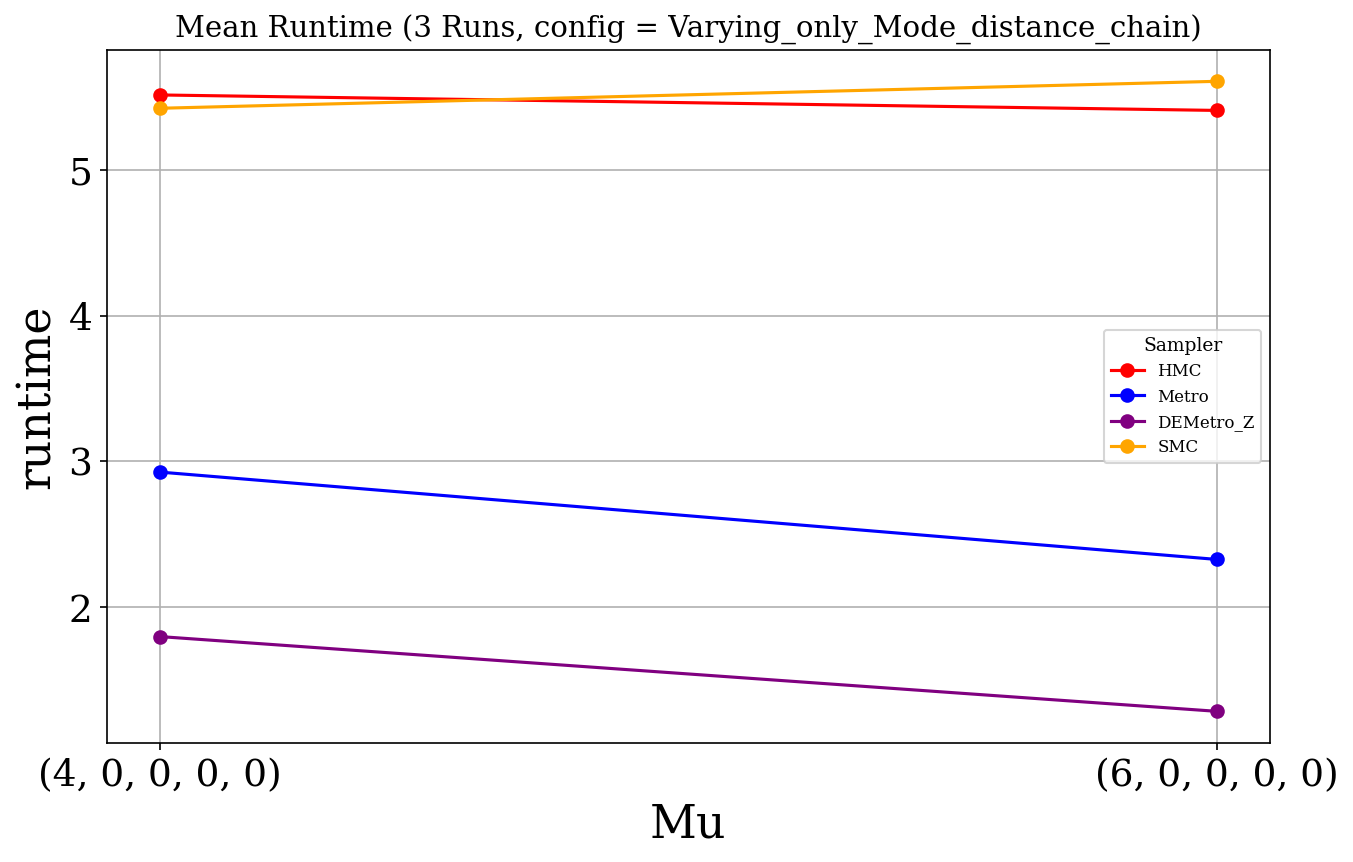 Mean Runtime (3 Runs, config = Varying_only_Mode_distance_chain)
runtime
5
4
3
2
Sampler
HMC
Metro
DEMetro_Z
SMC
(4, 0, 0, 0, 0)
(6, 0, 0, 0, 0)
Mu